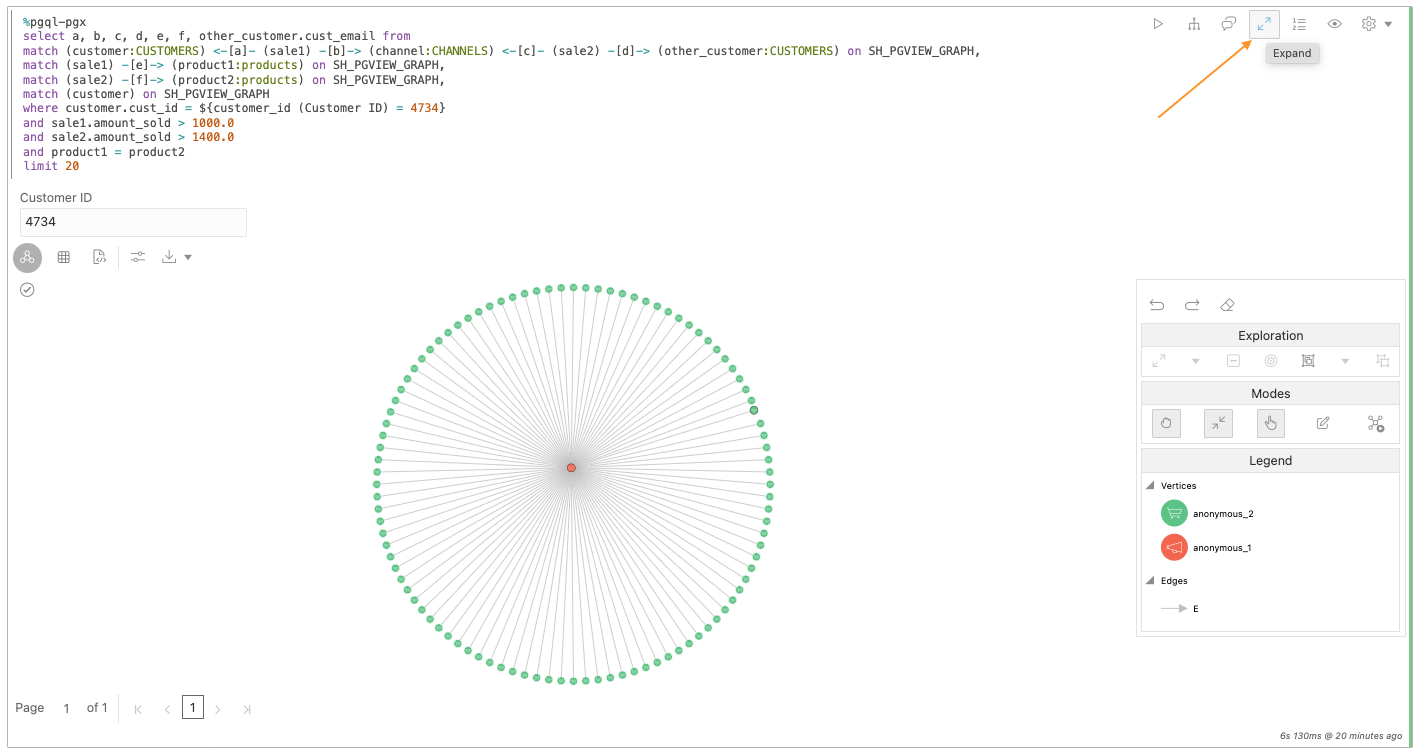 %pgql-pgx
select a, b, c, d, e, f, other_customer.cust_email from
match (customer:CUSTOMERS) <-[a]- (sale1) -[b]-> (channel:CHANNELS) <-[c]- (sale2) -[d]-> (other_customer:CUSTOMERS) on SH_PGVIEW_GRAPH,
match (sale1) -[e]-> (product1:products) on SH_PGVIEW_GRAPH,
match (sale2) -[f]-> (product2:products) on SH_PGVIEW_GRAPH,
match (customer) on SH_PGVIEW_GRAPH
where customer.cust_id = ${customer_id (Customer ID) = 4734}
and sale1.amount_sold > 1000.0
and sale2.amount_sold > 1400.0
and product1 = product2
limit 20
Expand
Customer ID
4734
Exploration
Modes
Legend
Vertices
anonymous_2
anonymous_1
Edges
E
Page 1 of 1 1
6s 130ms @ 20 minutes ago